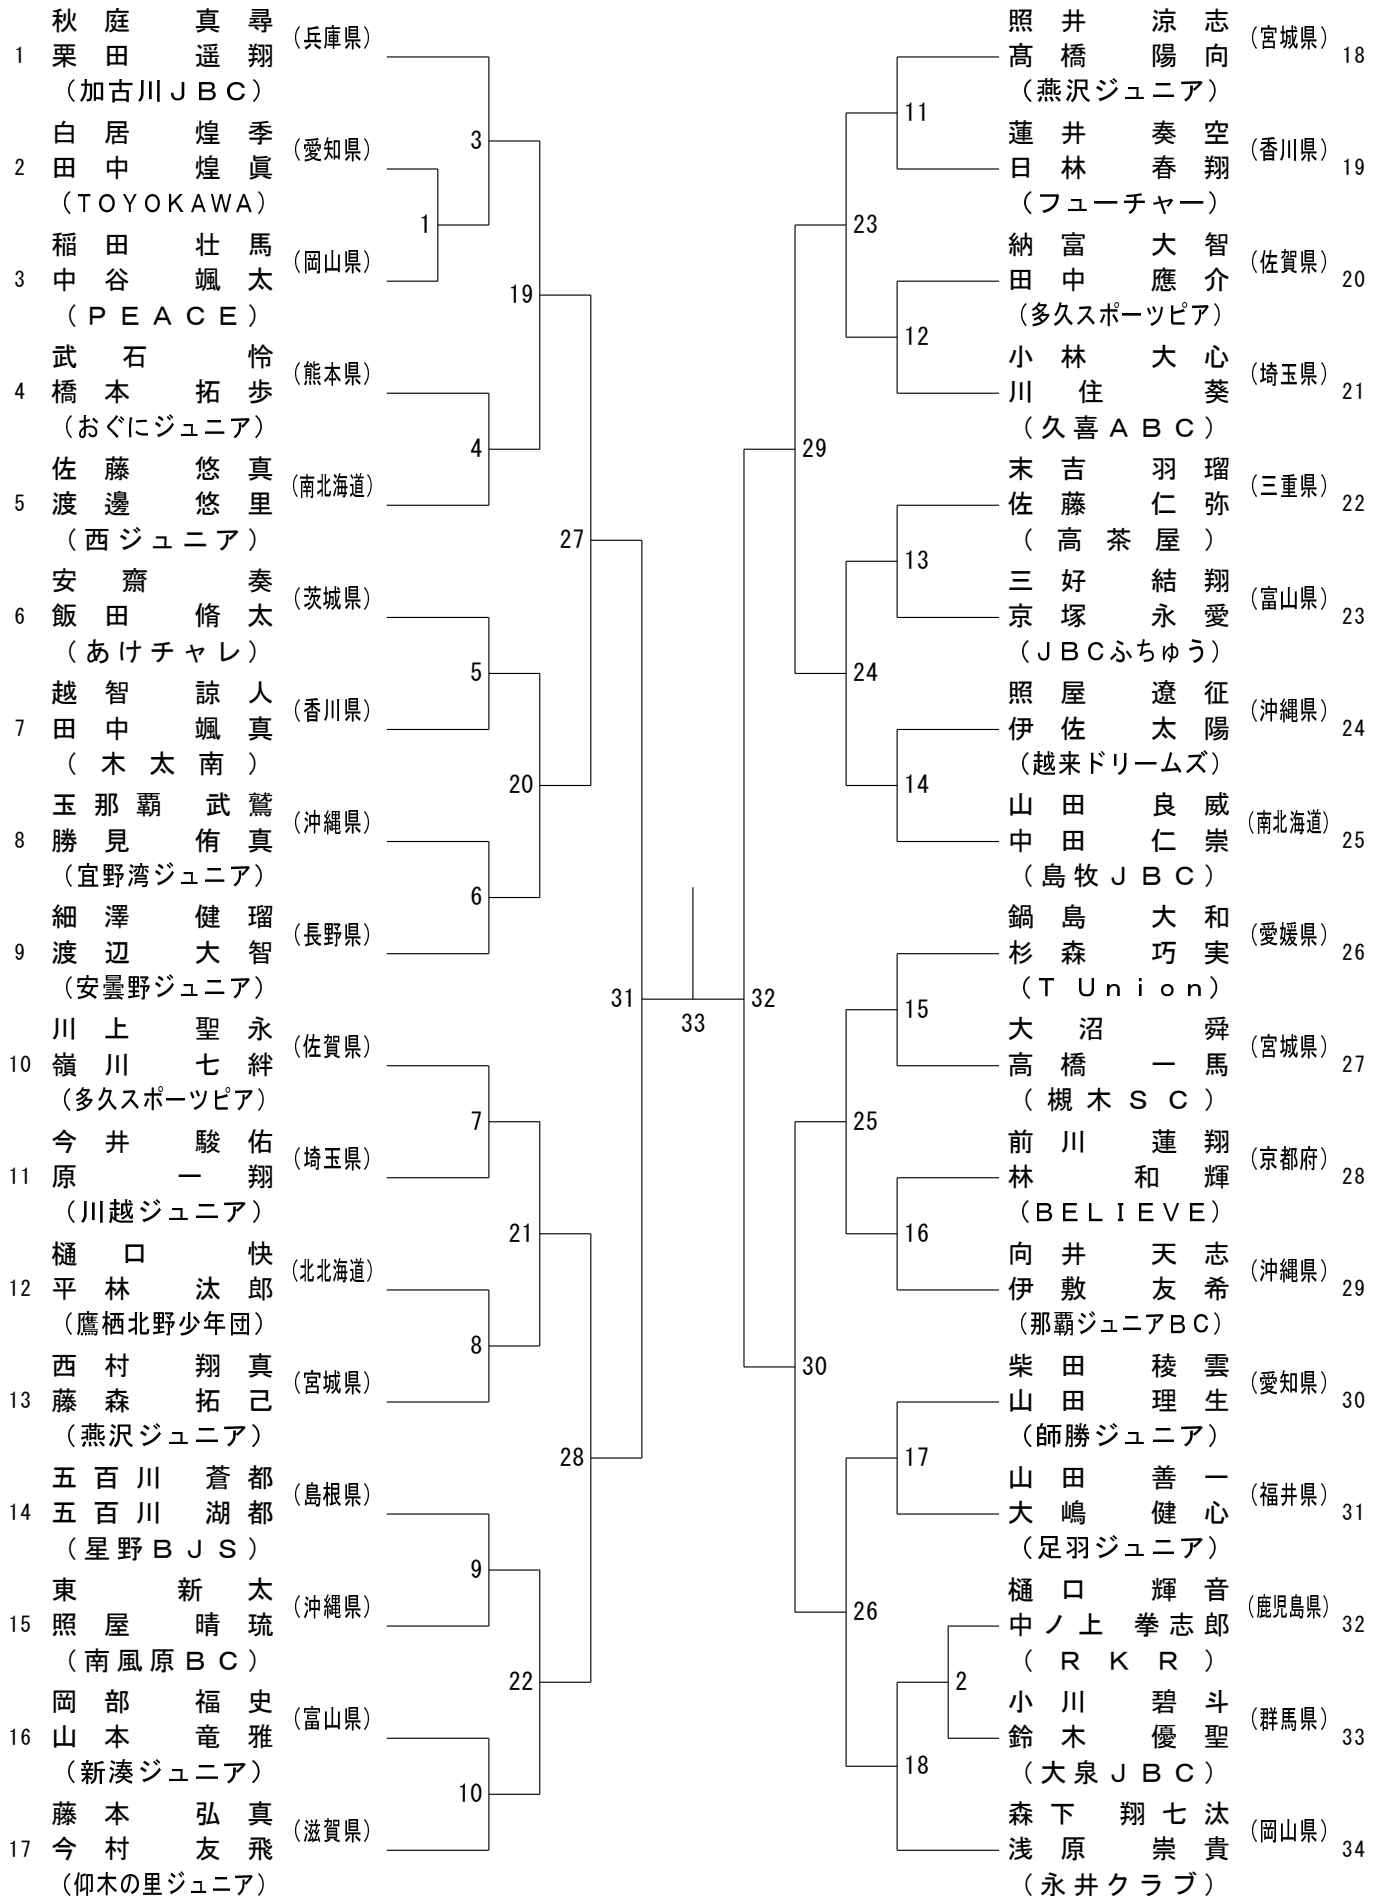 秋庭 真尋
(兵庫県)
1 栗田 遥翔
(加古川JBC)
白居 煌季
(愛知県)
2 田中 煌眞
(TOYOKAWA)
稲田 壮馬
(岡山県)
3 中谷 颯太
(PEACE)
武石 怜
(熊本県)
4 橋本 拓歩
(おぐにジュニア)
佐藤 悠真
(南北海道)
5 渡邊 悠里
(西ジュニア)
安齋 奏
(茨城県)
6 飯田 脩太
(あけチャレ)
越智 諒人
(香川県)
7 田中 颯真
(木太南)
玉那覇 武鷲
(沖縄県)
8 勝見 侑真
(宜野湾ジュニア)
細澤 健瑠
(長野県)
9 渡辺 大智
(安曇野ジュニア)
川上 聖永
(佐賀県)
10 嶺川 七絆
(多久スポーツピア)
今井 駿佑
(埼玉県)
11 原 一翔
(川越ジュニア)
樋口 快
(北北海道)
12 平林 汰郎
(鷹栖北野少年団)
西村 翔真
(宮城県)
13 藤森 拓己
(燕沢ジュニア)
五百川 蒼都
(島根県)
14 五百川 湖都
(星野BJS)
東 新太
(沖縄県)
15 照屋 晴琉
(南風原BC)
岡部 福史
(富山県)
16 山本 竜雅
(新湊ジュニア)
藤本 弘真
(滋賀県)
17 今村 友飛
(仰木の里ジュニア)
1
3
4
5
6
7
8
9
10
19
20
21
22
27
28
31
33
32
29
30
23
24
25
26
11
12
13
14
15
16
17
2
18
照井 涼志
(宮城県)
髙橋 陽向 18
(燕沢ジュニア)
蓮井 奏空
(香川県)
日林 春翔 19
(フューチャー)
納富 大智
(佐賀県)
田中 應介 20
(多久スポーツピア)
小林 大心
(埼玉県)
川住 葵 21
(久喜ABC)
末吉 羽瑠
(三重県)
佐藤 仁弥 22
(高茶屋)
三好 結翔
(富山県)
京塚 永愛 23
(JBCふちゅう)
照屋 遼征
(沖縄県)
伊佐 太陽 24
(越来ドリームズ)
山田 良威
(南北海道)
中田 仁崇 25
(島牧JBC)
鍋島 大和
(愛媛県)
杉森 巧実 26
(T Union)
大沼 舜
(宮城県)
高橋 一馬 27
(槻木SC)
前川 蓮翔
(京都府)
林 和輝 28
(BELIEVE)
向井 天志
(沖縄県)
伊敷 友希 29
(那覇ジュニアBC)
柴田 稜雲
(愛知県)
山田 理生 30
(師勝ジュニア)
山田 善一
(福井県)
大嶋 健心 31
(足羽ジュニア)
樋口 輝音
(鹿児島県)
中ノ上 拳志郎 32
(RKR)
小川 碧斗
(群馬県)
鈴木 優聖 33
(大泉JBC)
森下 翔七汰
(岡山県)
浅原 崇貴 34
(永井クラブ)